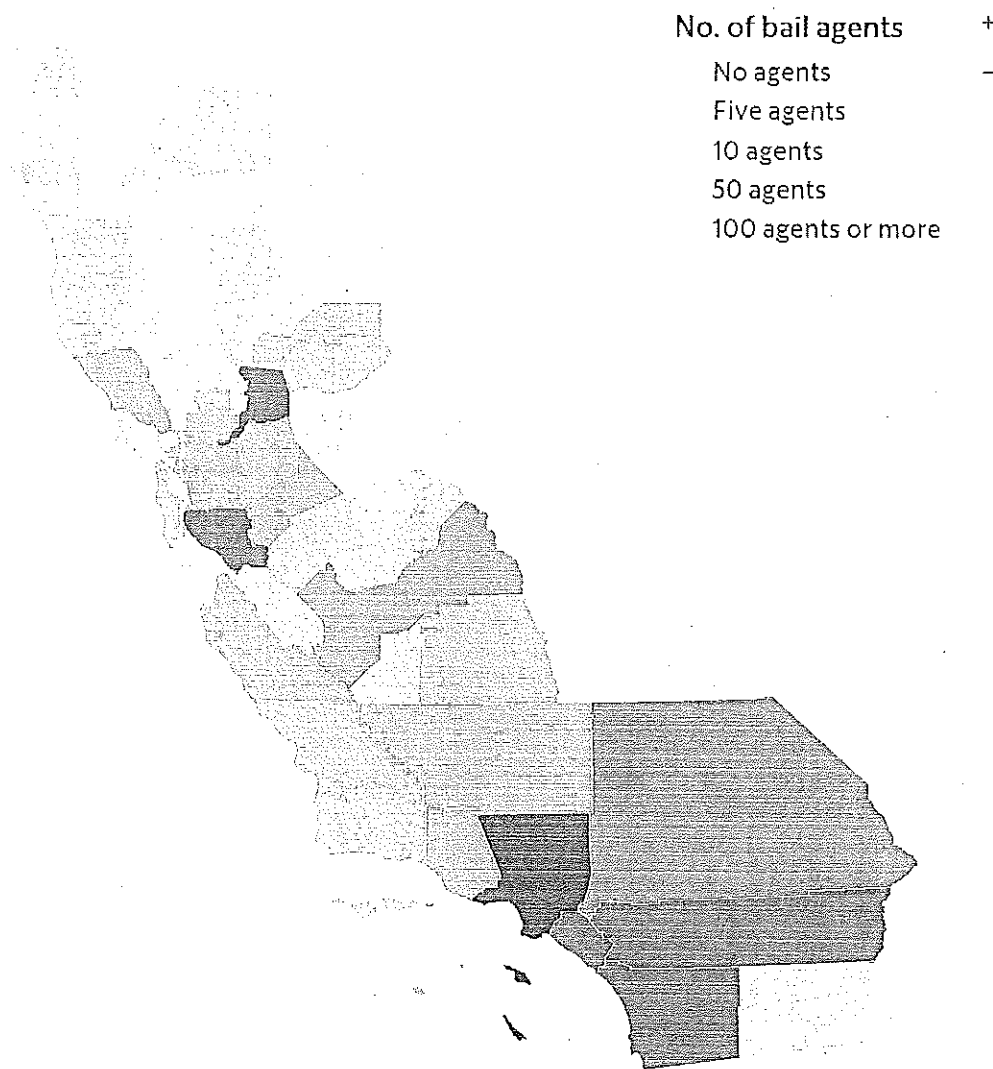 No. of bail agents +
No agents −
Five agents
10 agents
50 agents
100 agents or more